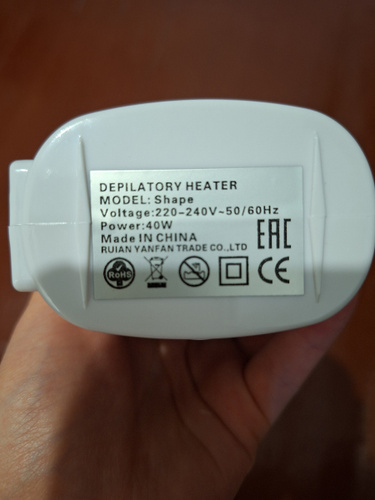 DEPILATORY HEATER
MODEL: Shape
Voltage:220-240V~50/60Hz
Power:40W
Made IN CHINA
RUIAN YANFAN TRADE CO.,LTD
EAC
RoHS
CE